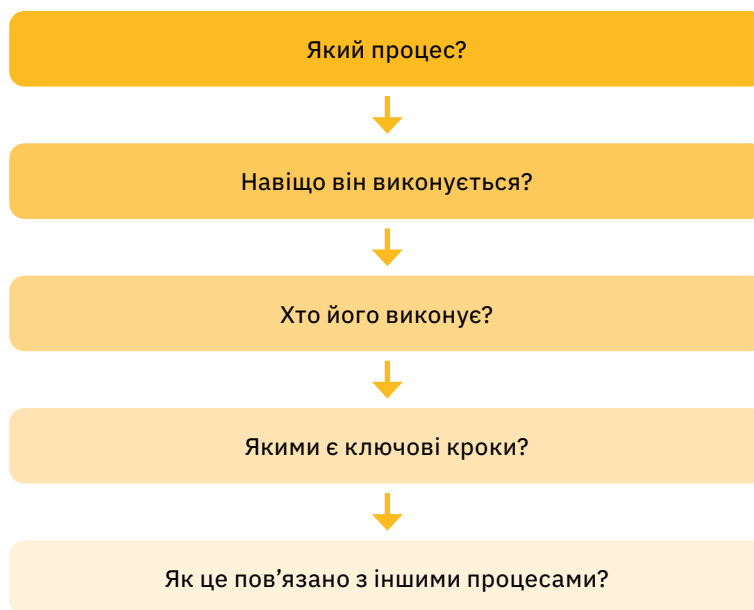 Який процес?
Навіщо він виконується?
Хто його виконує?
Якими є ключові кроки?
Як це пов’язано з іншими процесами?